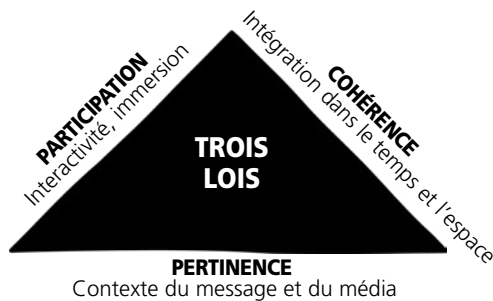 PARTICIPATION
Interactivité, immersion
COHÉRENCE
Intégration dans le temps et l'espace
TROIS
LOIS
PERTINENCE
Contexte du message et du média